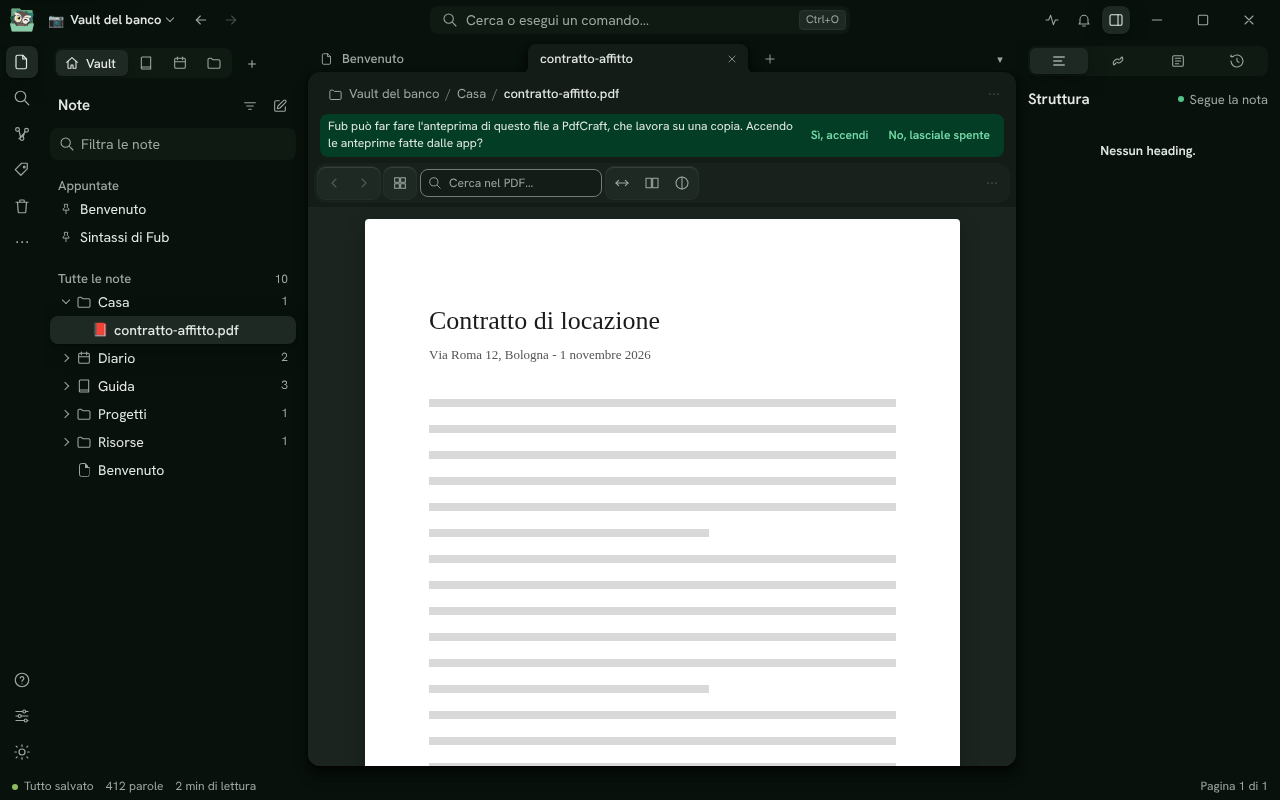 Vault del banco
Cerca o esegui un comando...
Ctrl+O
Vault
Benvenuto
contratto-affitto
Note
Filtra le note
Appuntate
Benvenuto
Sintassi di Fub
Tutte le note 10
Casa 1
contratto-affitto.pdf
Diario 2
Guida 3
Progetti 1
Risorse 1
Benvenuto
Vault del banco / Casa / contratto-affitto.pdf
Fub può far fare l'anteprima di questo file a PdfCraft, che lavora su una copia. Accendo
le anteprime fatte dalle app?
Sì, accendi
No, lasciale spente
Cerca nel PDF...
Contratto di locazione
Via Roma 12, Bologna - 1 novembre 2026
Struttura
Segue la nota
Nessun heading.
Tutto salvato 412 parole 2 min di lettura
Pagina 1 di 1